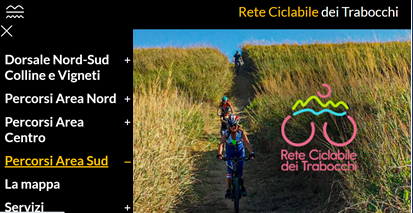 Rete Ciclabile dei Trabocchi
Dorsale Nord-Sud +
Colline e Vigneti
Percorsi Area Nord +
Percorsi Area +
Centro
Percorsi Area Sud –
La mappa
Servizi +
Rete Ciclabile
dei Trabocchi